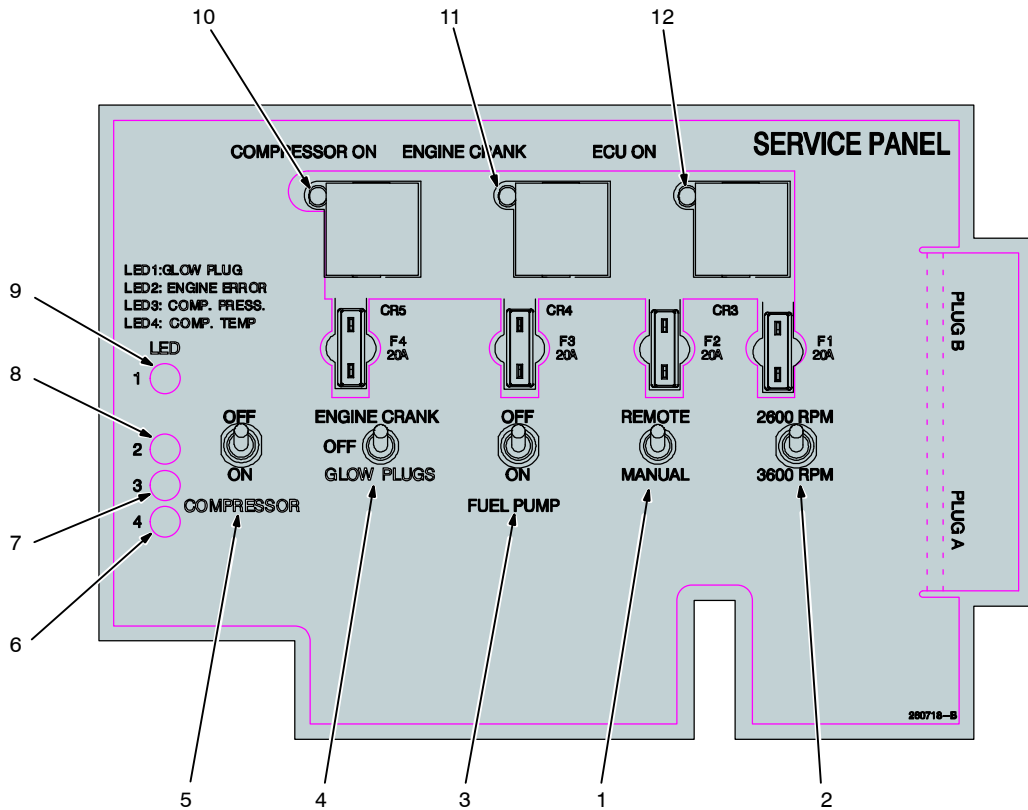 10 11 12
SERVICE PANEL
COMPRESSOR ON ENGINE CRANK ECU ON
LED1:GLOW PLUG
LED2: ENGINE ERROR
LED3: COMP. PRESS.
LED4: COMP. TEMP
LED
CR5 CR4 CR3
F4 F3 F2 F1
20A 20A 20A 20A
PLUG B
9
1
8
2
7
3
6
4
OFF ENGINE CRANK OFF REMOTE 2600 RPM
OFF
ON GLOW PLUGS ON MANUAL 3600 RPM
COMPRESSOR FUEL PUMP
PLUG A
260718-B
5 4 3 1 2